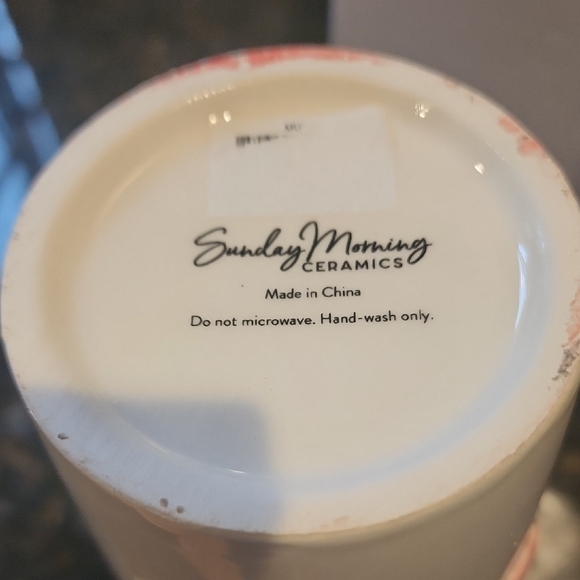 Sunday Morning
CERAMICS
Made in China
Do not microwave. Hand-wash only.